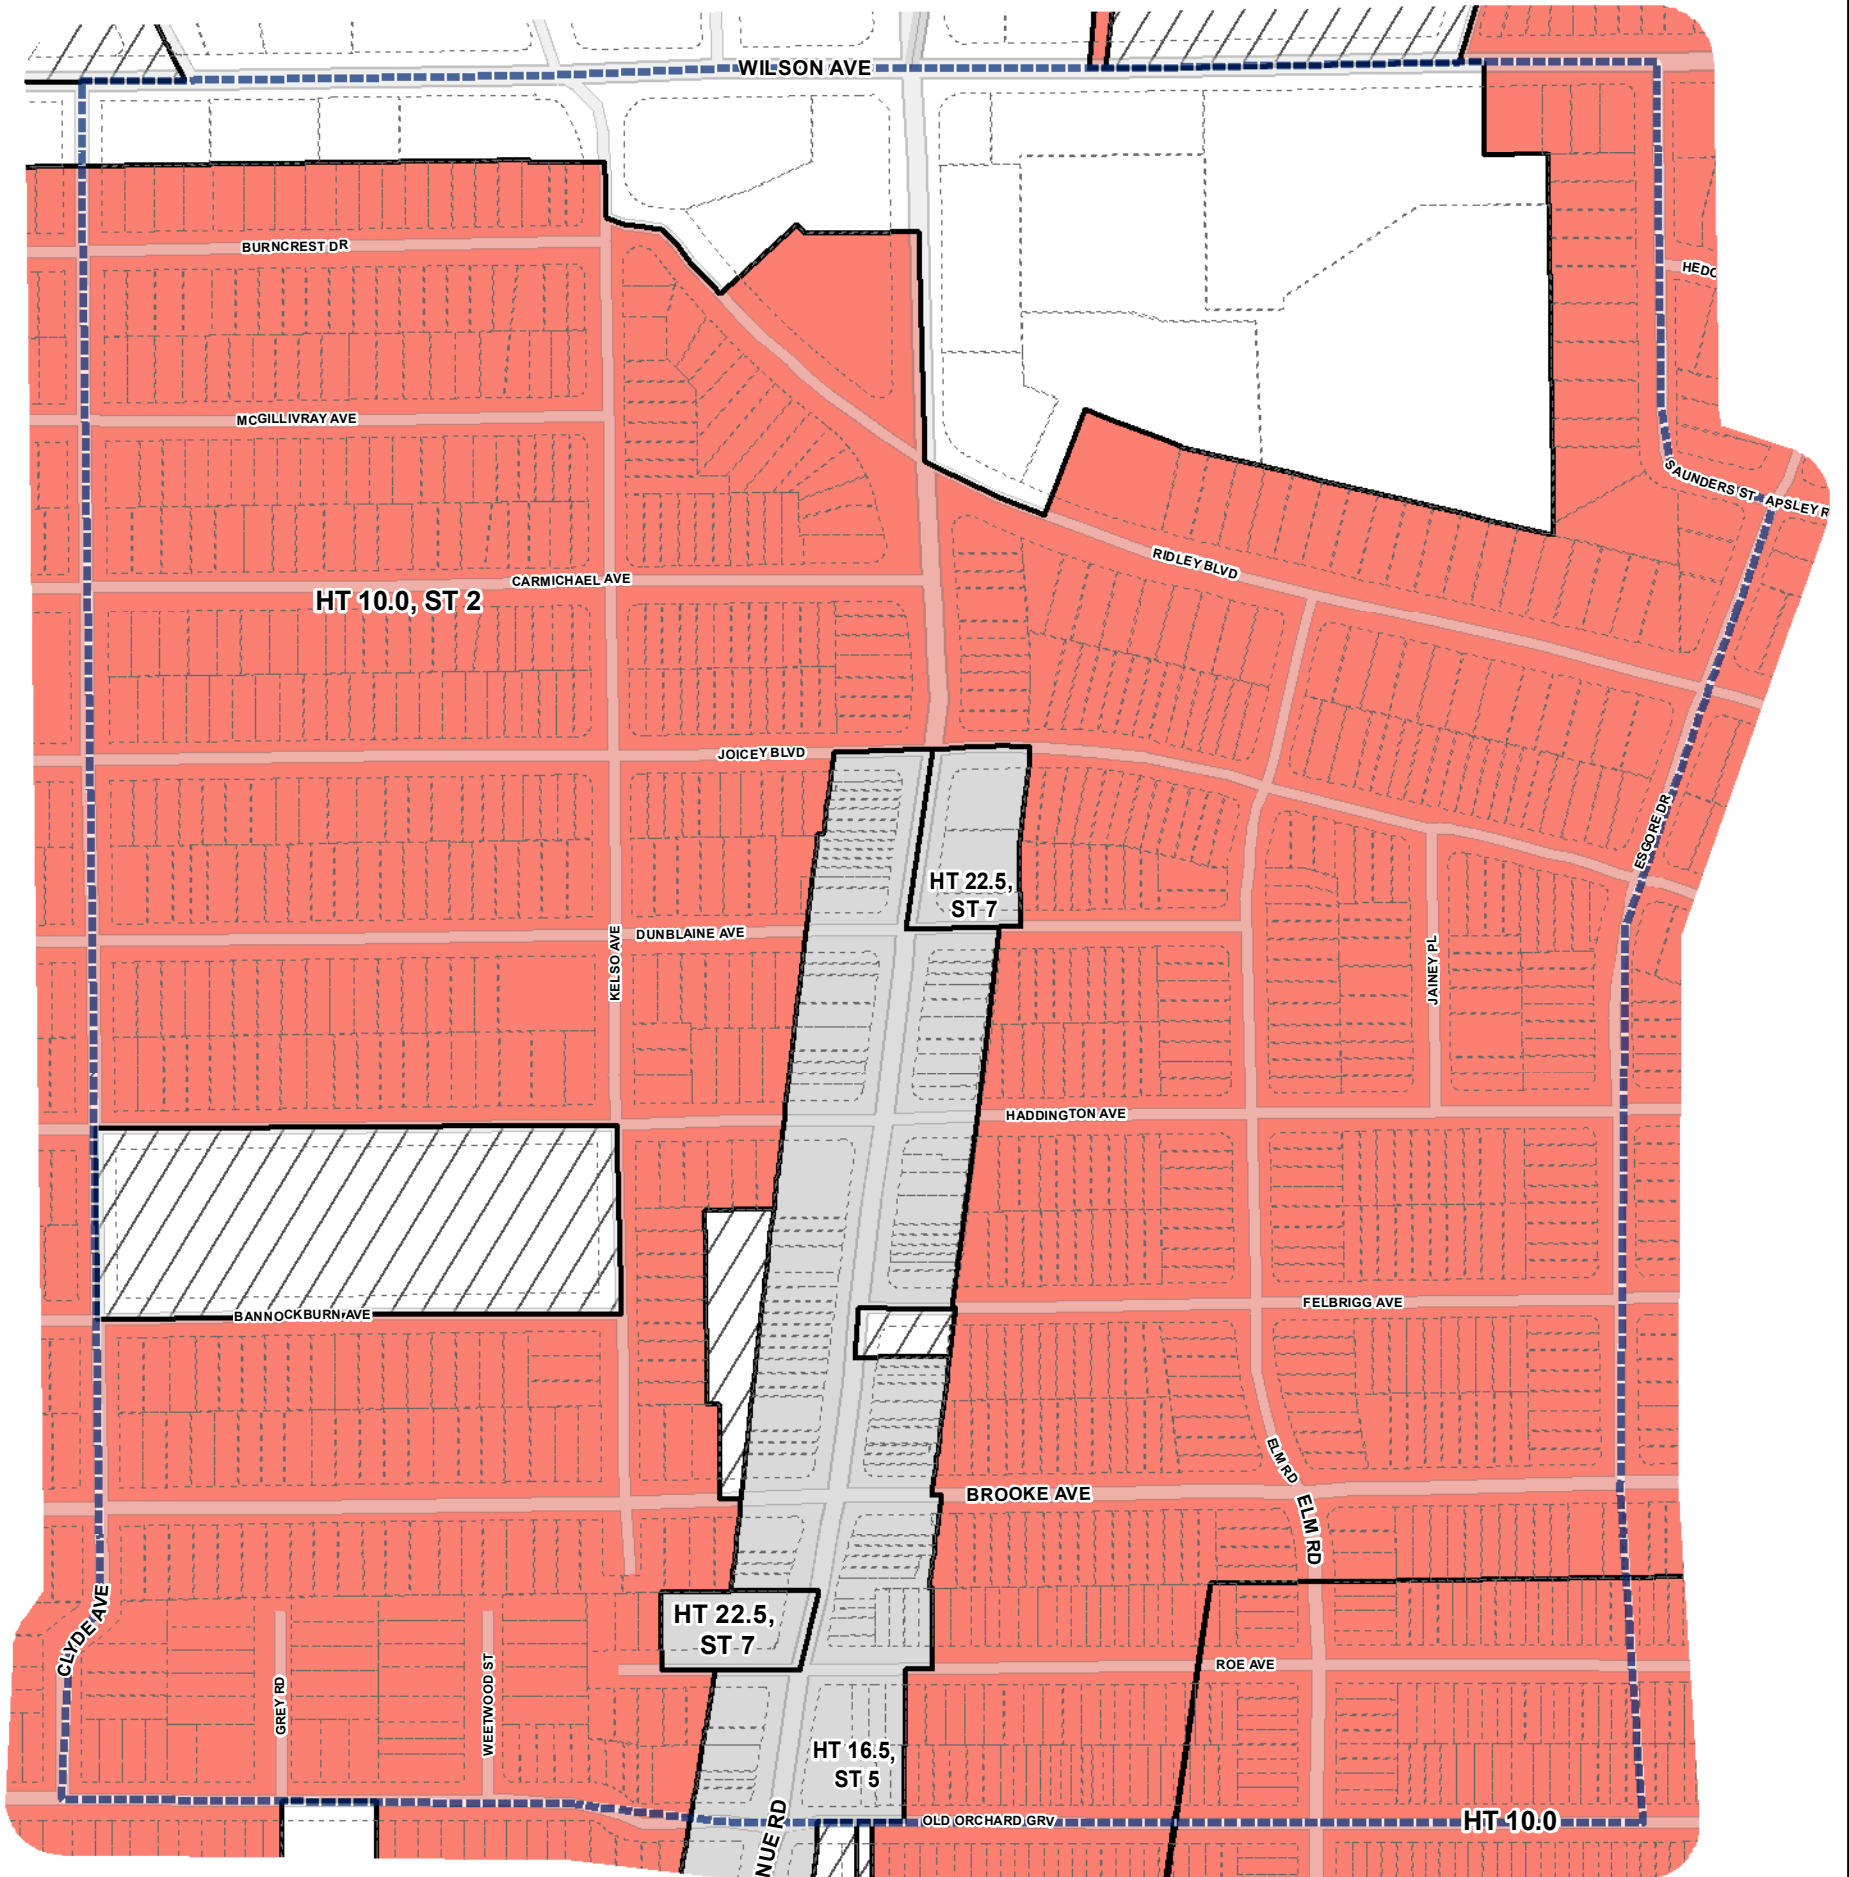 WILSON AVE
BURNCREST DR
HEDC
MCGILLIVRAY AVE
SAUNDERS ST
APSLEY R
RIDLEY BLVD
CARMICHAEL AVE
HT 10.0, ST 2
JOICEY BLVD
ESGORE DR
HT 22.5,
ST 7
KELSO AVE
DUNBLAINE AVE
JAINEY PL
HADDINGTON AVE
BANNOCKBURN AVE
FELBRIGG AVE
ELM RD
BROOKE AVE
ELM RD
CLYDE AVE
HT 22.5,
ST 7
GREY RD
WEETWOOD ST
ROE AVE
HT 16.5,
ST 5
NUE RD
OLD ORCHARD GRV
HT 10.0